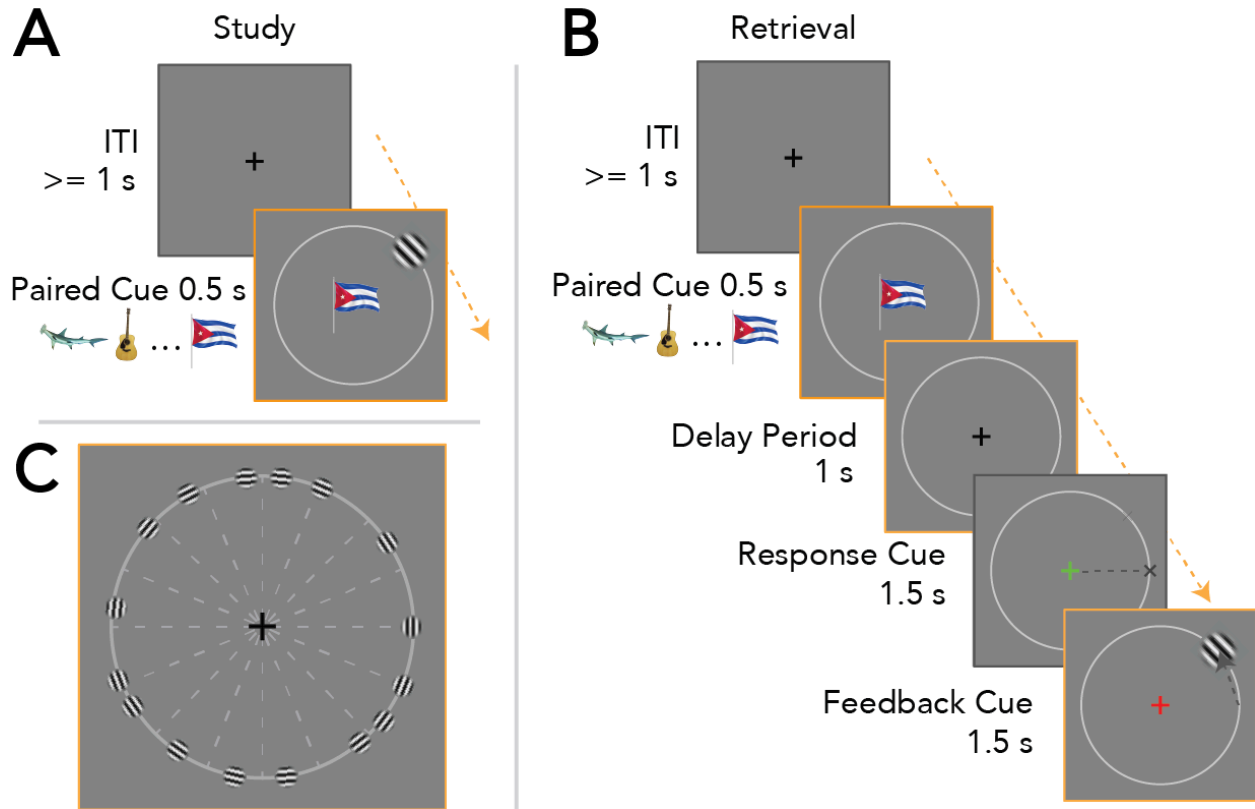 A
Study
ITI
>= 1 s
Paired Cue 0.5 s
...
B
Retrieval
ITI
>= 1 s
Paired Cue 0.5 s
...
Delay Period
1 s
Response Cue
1.5 s
Feedback Cue
1.5 s
C